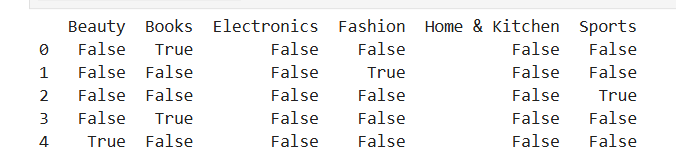 Beauty Books Electronics Fashion Home & Kitchen Sports
0 False True False False False False
1 False False False True False False
2 False False False False False True
3 False True False False False False
4 True False False False False False